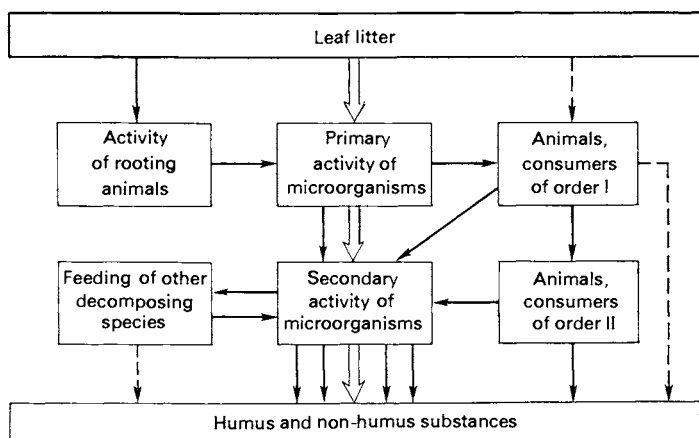 Leaf litter
Activity
of rooting
animals
Primary
activity of
microorganisms
Animals,
consumers
of order I
Feeding of other
decomposing
species
Secondary
activity of
microorganisms
Animals,
consumers
of order II
Humus and non-humus substances